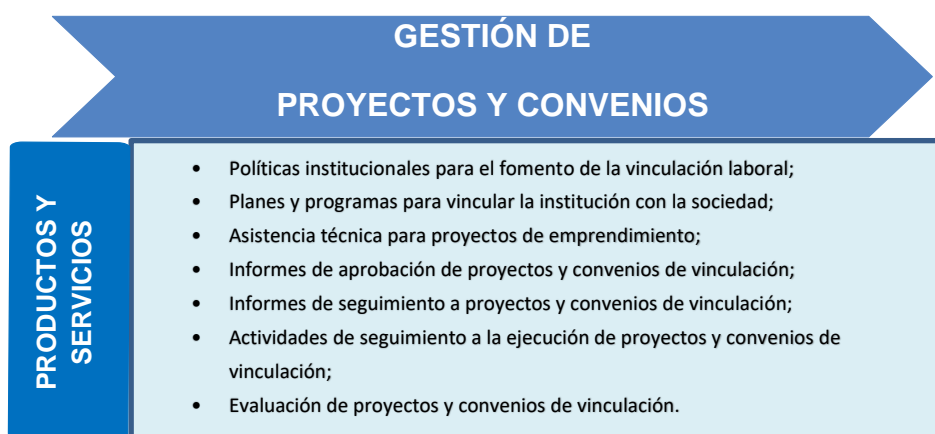 GESTIÓN DE
PROYECTOS Y CONVENIOS
PRODUCTOS Y
SERVICIOS
• Políticas institucionales para el fomento de la vinculación laboral;
• Planes y programas para vincular la institución con la sociedad;
• Asistencia técnica para proyectos de emprendimiento;
• Informes de aprobación de proyectos y convenios de vinculación;
• Informes de seguimiento a proyectos y convenios de vinculación;
• Actividades de seguimiento a la ejecución de proyectos y convenios de
vinculación;
• Evaluación de proyectos y convenios de vinculación.